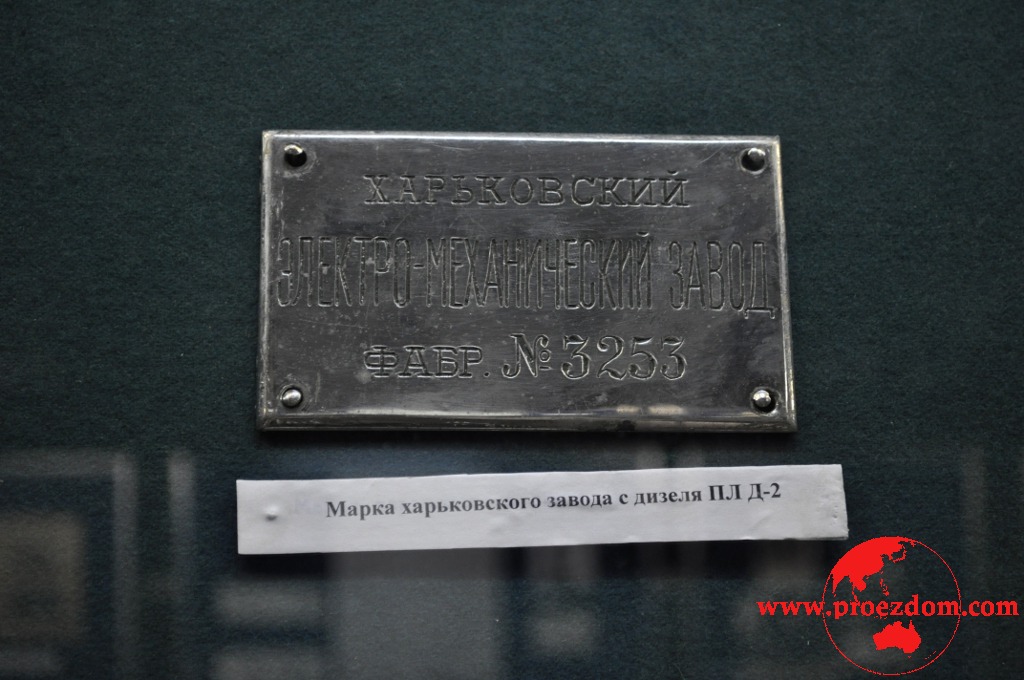 ХАРЬКОВСКИЙ
ЭЛЕКТРО-МЕХАНИЧЕСКИЙ ЗАВОД
ФАБР. № 3253
Марка харьковского завода с дизеля ПЛ Д-2
www.proezdom.com